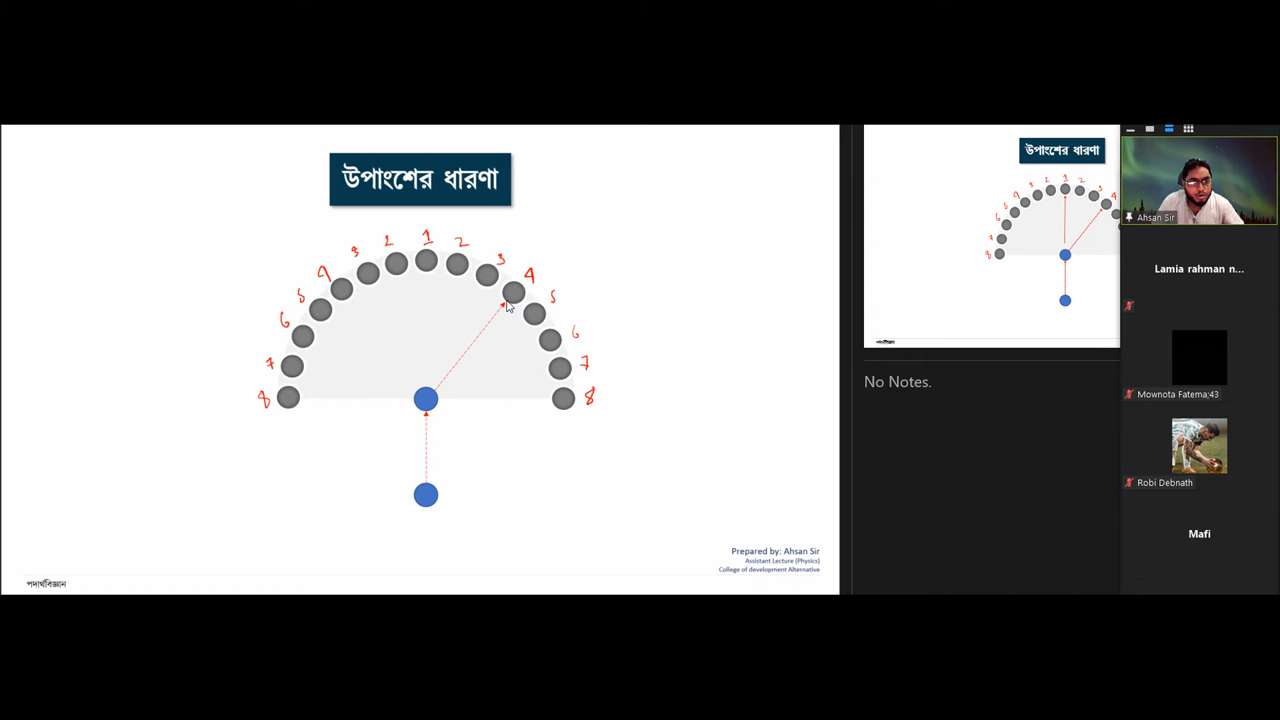 উপাংশের ধারণা
1
2
2
3
3
4
4
5
5
6
6
7
7
8
8
Prepared by: Ahsan Sir
Assistant Lecture (Physics)
College of development Alternative
পদার্থবিজ্ঞান
উপাংশের ধারণা
No Notes.
Ahsan Sir
Lamia rahman n...
Mownota Fatema;43
Robi Debnath
Mafi